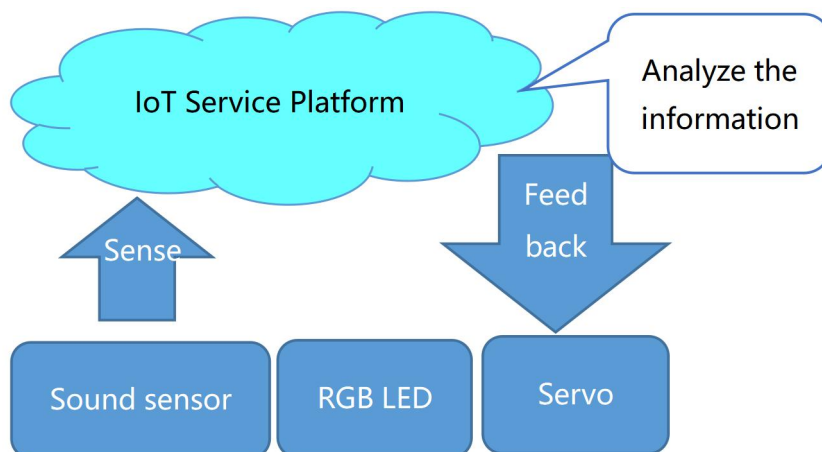 IoT Service Platform
Analyze the
information
Sense
Feed
back
Sound sensor
RGB LED
Servo